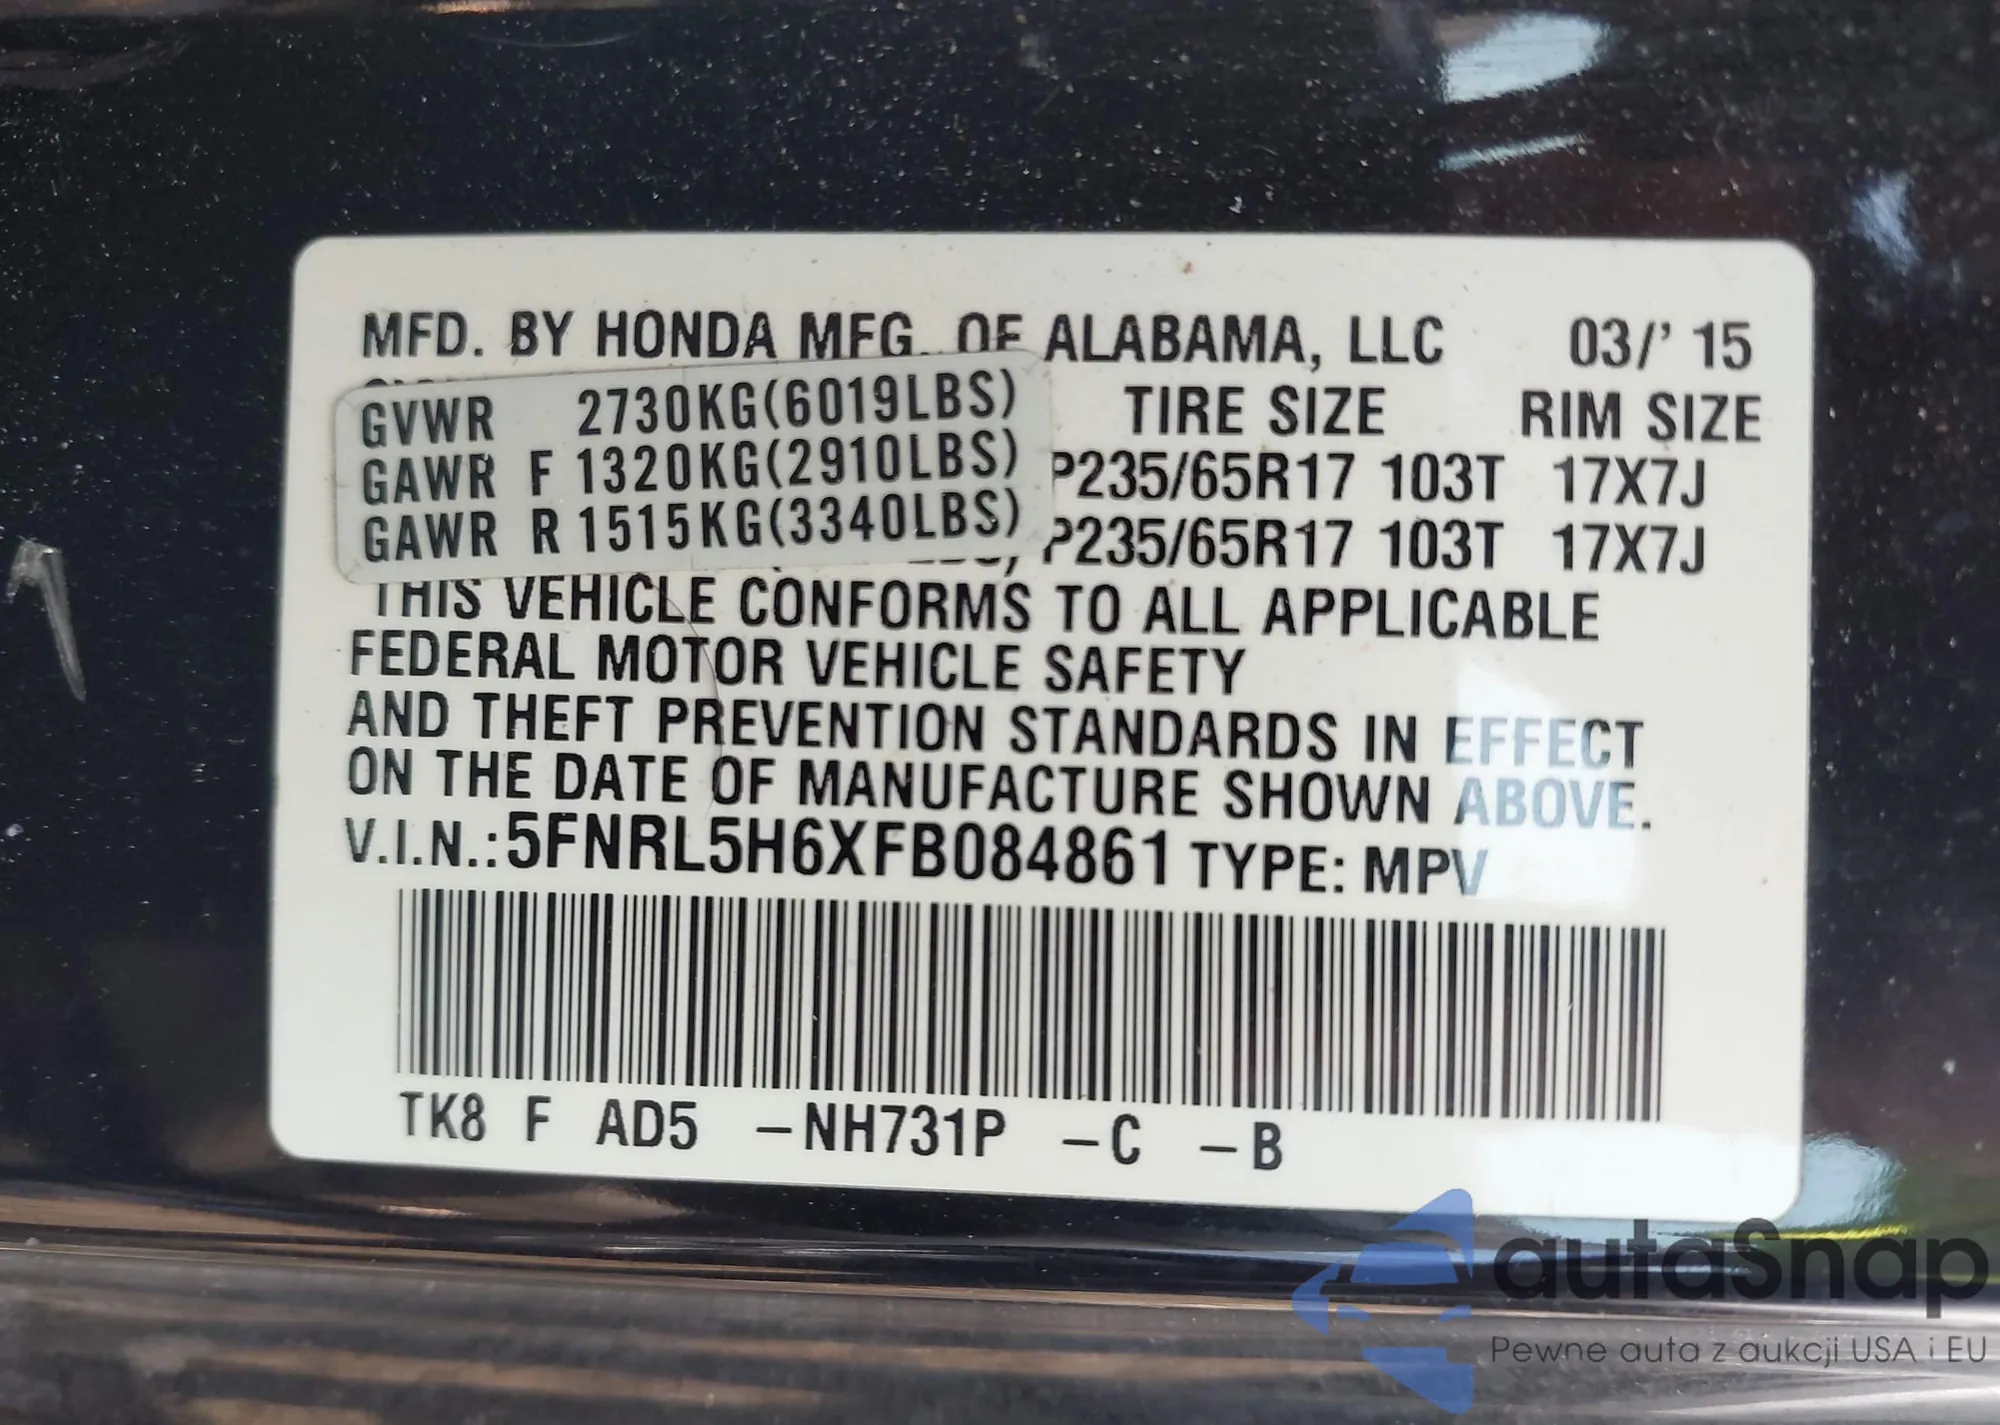 MFD. BY HONDA MFG. OF ALABAMA, LLC 03/' 15
GVWR 2730KG(6019LBS) TIRE SIZE RIM SIZE
GAWR F 1320KG(2910LBS) P235/65R17 103T 17X7J
GAWR R 1515KG(3340LBS) P235/65R17 103T 17X7J
THIS VEHICLE CONFORMS TO ALL APPLICABLE
FEDERAL MOTOR VEHICLE SAFETY
AND THEFT PREVENTION STANDARDS IN EFFECT
ON THE DATE OF MANUFACTURE SHOWN ABOVE.
V.I.N.:5FNRL5H6XFB084861 TYPE: MPV
TK8 F AD5 –NH731P –C –B
autaSnap
Pewne auta z aukcji USA i EU